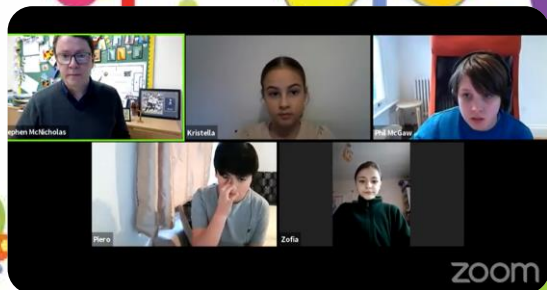 ephen McNicholas
Kristella
Phil McGaw
Piero
Zofia
zoom